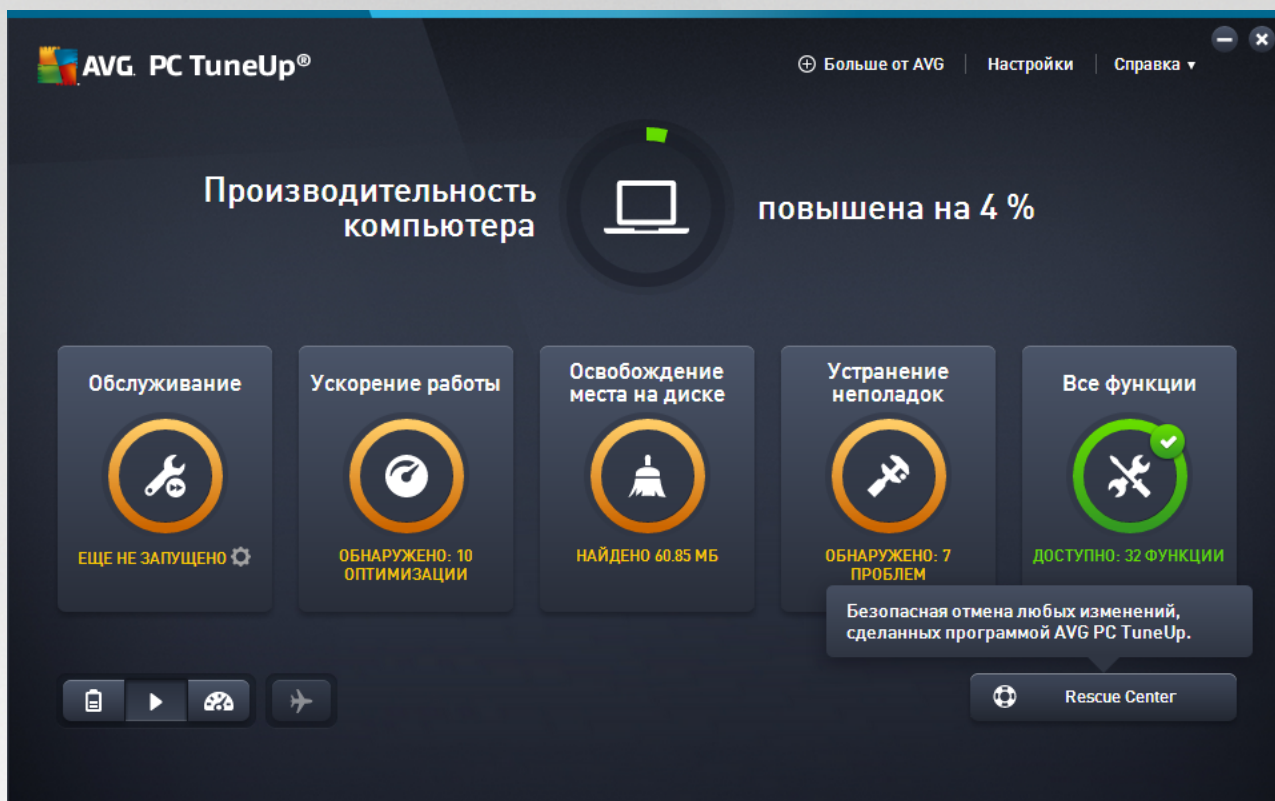 AVG. PC TuneUp®
Больше от AVG
Настройки
Справка
Производительность
компьютера
повышена на 4 %
Обслуживание
ЕЩЕ НЕ ЗАПУЩЕНО
Ускорение работы
ОБНАРУЖЕНО: 10
ОПТИМИЗАЦИИ
Освобождение
места на диске
НАЙДЕНО 60.85 МБ
Устранение
неполадок
ОБНАРУЖЕНО: 7
ПРОБЛЕМ
Все функции
ДОСТУПНО: 32 ФУНКЦИИ
Безопасная отмена любых изменений,
сделанных программой AVG PC TuneUp.
Rescue Center